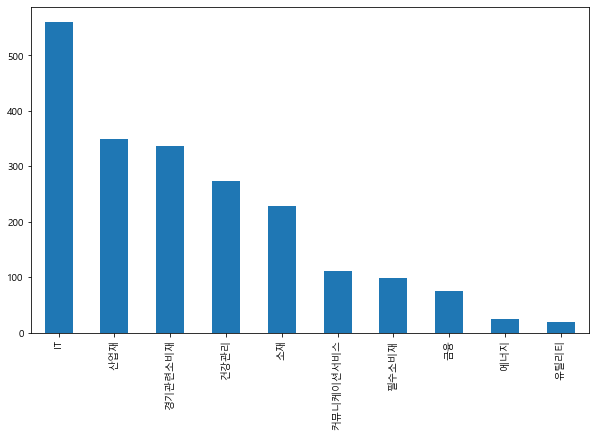 500
400
300
200
100
0
IT
산업재
경기관련소비재
건강관리
소재
커뮤니케이션서비스
필수소비재
금융
에너지
유틸리티